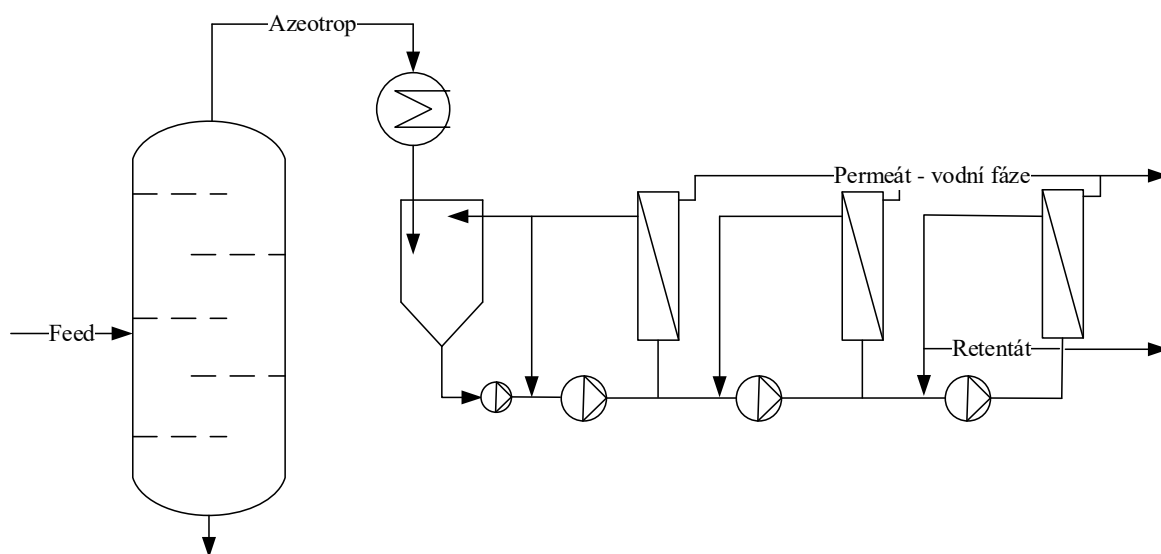 Azeotrop
Permeát - vodní fáze
Feed
Retentát